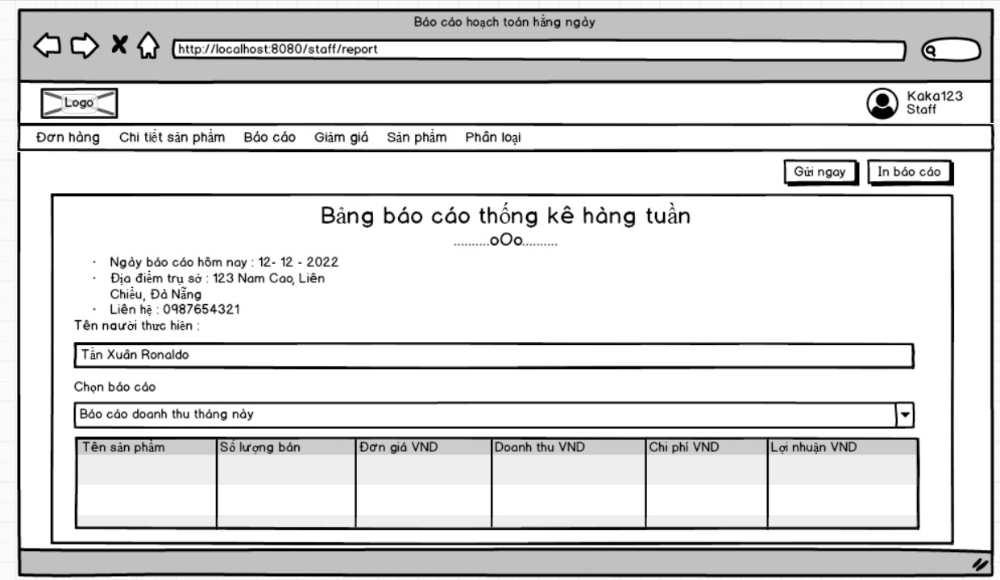 Báo cáo hoạch toán hằng ngày
http://localhost:8080/staff/report
Logo
Kaka123
Staff
Đơn hàng Chi tiết sản phẩm Báo cáo Giảm giá Sản phẩm Phân loại
Gửi ngay In báo cáo
Bảng báo cáo thống kê hàng tuần
..........oOo..........
· Ngày báo cáo hôm nay : 12- 12 - 2022
· Địa điểm trụ sở : 123 Nam Cao, Liên
Chiểu, Đà Nẵng
· Liên hệ : 0987654321
Tên người thực hiện :
Tần Xuân Ronaldo
Chọn báo cáo
Báo cáo doanh thu tháng này
Tên sản phẩm Số lượng bán Đơn giá VND Doanh thu VND Chi phí VND Lợi nhuận VND